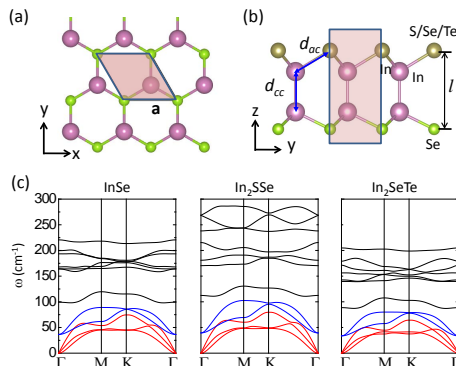 (a)
a
y
x
(b)
S/Se/Te
d_ac
In
In
d_cc
l
z
y
Se
(c)
InSe
In₂SSe
In₂SeTe
ω (cm⁻¹)
300
250
200
150
100
50
0
Γ M K Γ Γ M K Γ Γ M K Γ